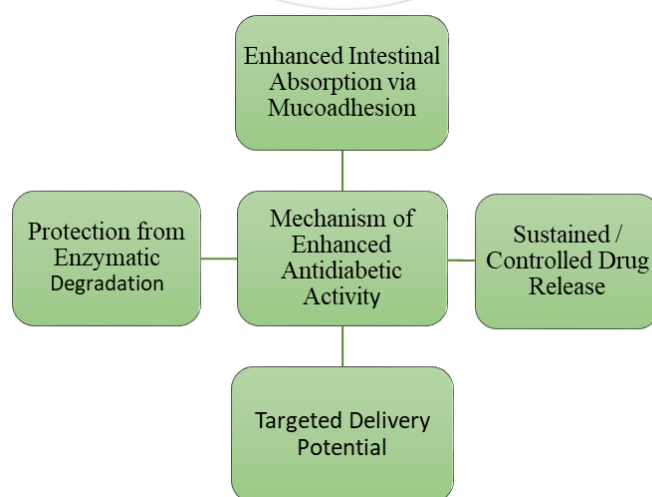 Enhanced Intestinal
Absorption via
Mucoadhesion
Protection from
Enzymatic
Degradation
Mechanism of
Enhanced
Antidiabetic
Activity
Sustained /
Controlled Drug
Release
Targeted Delivery
Potential